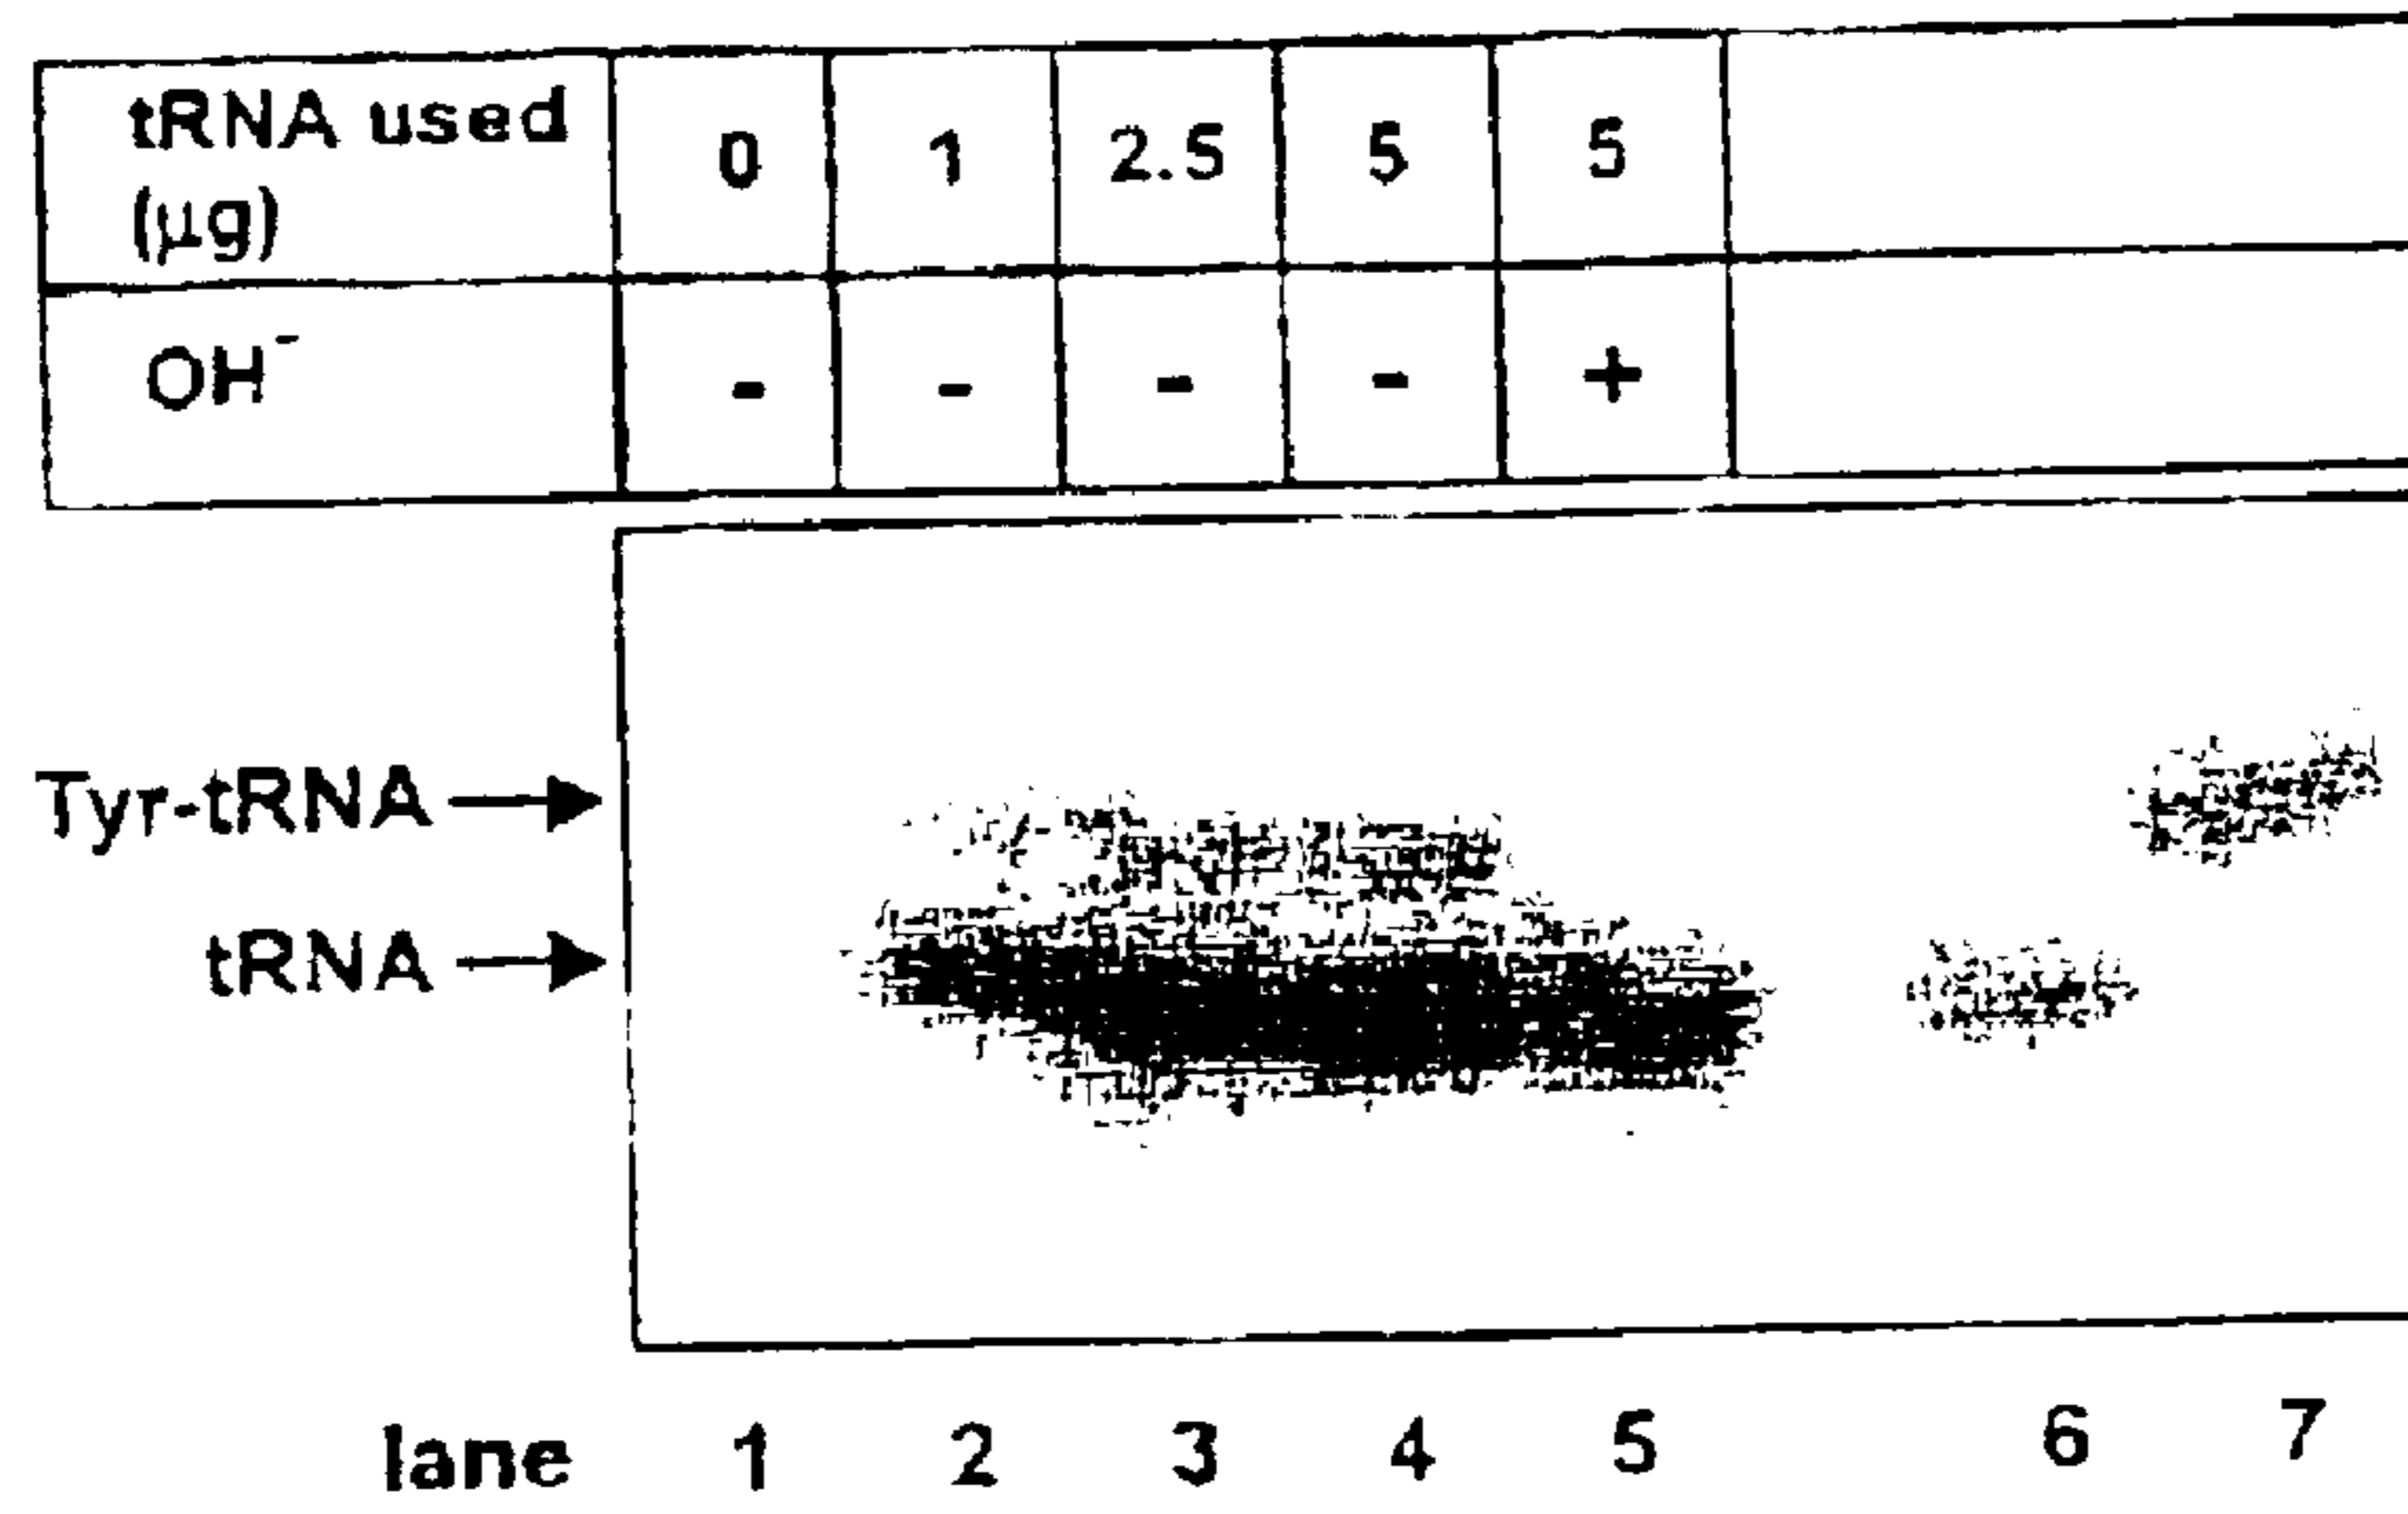 tRNA used (μg) 0 1 2.5 5 5
OH⁻ - - - - +
Tyr-tRNA
tRNA
lane 1 2 3 4 5 6 7